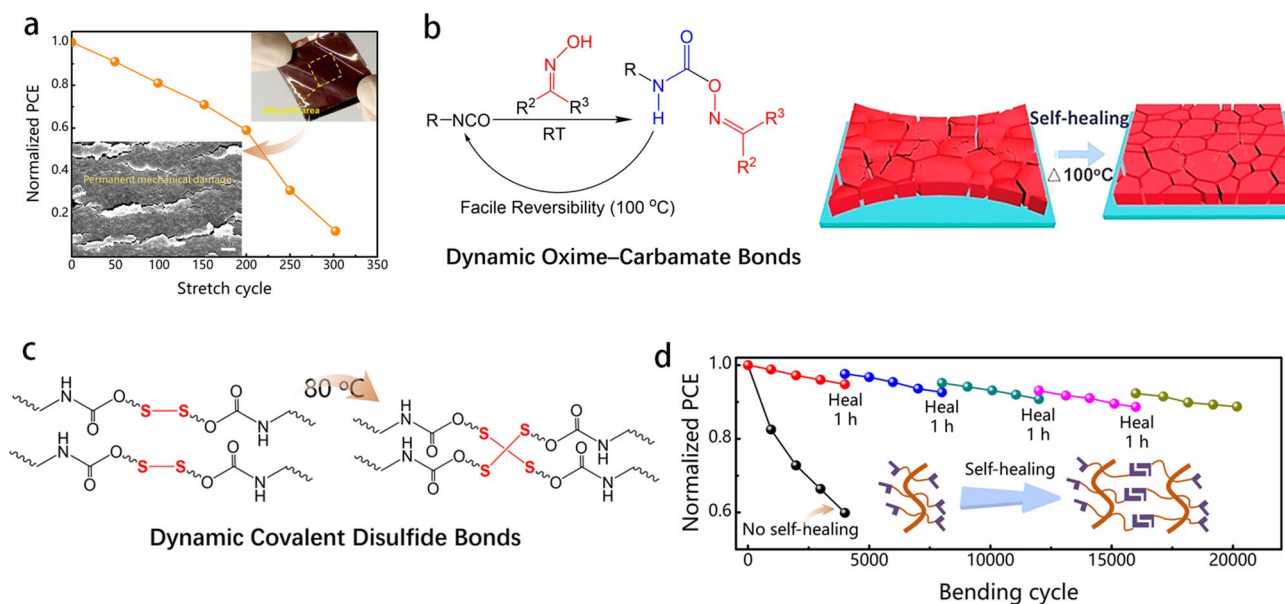 a
Normalized PCE
1.0
0.8
0.6
0.4
0.2
Permanent mechanical damage
area
0 50 100 150 200 250 300 350
Stretch cycle
b
R–NCO
N
OH
R² R³
RT
R
N
H
O
O
N
R³
R²
Facile Reversibility (100 °C)
Dynamic Oxime–Carbamate Bonds
Self-healing
△ 100°C
c
H
N
O
O
S–S
O
O
N
H
H
N
O
O
S–S
O
O
N
H
80 °C
H
N
O
O
S
S
O
O
N
H
H
N
O
O
S
S
O
O
N
H
Dynamic Covalent Disulfide Bonds
d
Normalized PCE
1.0
0.8
0.6
Heal
1 h
Heal
1 h
Heal
1 h
Heal
1 h
Self-healing
No self-healing
0 5000 10000 15000 20000
Bending cycle